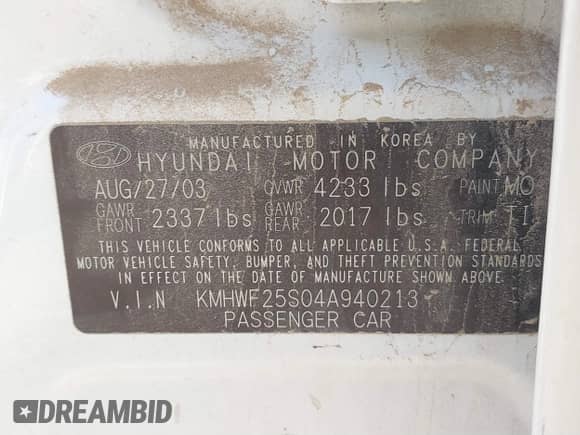 MANUFACTURED IN KOREA BY
HYUNDAI MOTOR COMPANY
AUG/27/03 GVWR 4233 lbs PAINT MO
GAWR FRONT 2337 lbs GAWR REAR 2017 lbs TRIM TI
THIS VEHICLE CONFORMS TO ALL APPLICABLE U.S.A. FEDERAL
MOTOR VEHICLE SAFETY, BUMPER, AND THEFT PREVENTION STANDARDS
IN EFFECT ON THE DATE OF MANUFACTURE SHOWN ABOVE.
V.I.N KMHWF25S04A940213
PASSENGER CAR
DREAMBID